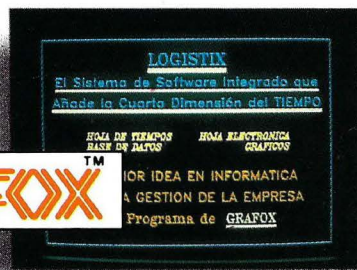 LOGISTIX
El Sistema de Software Integrado que
Añade la Cuarta Dimensión del TIEMPO
HOJA DE TIEMPOS HOJA ELECTRONICA
BASE DE DATOS GRAFICOS
IOR IDEA EN INFORMATICA
A GESTION DE LA EMPRESA
Programa de GRAFOX
FOX™